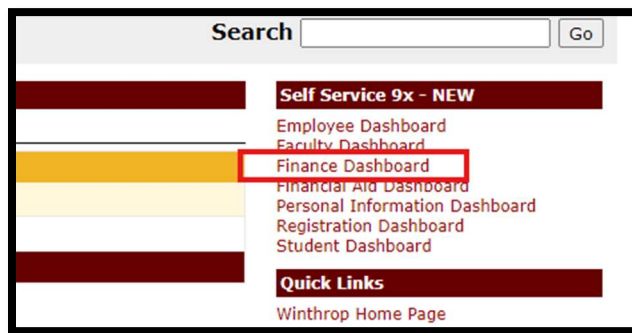 Search Go
Self Service 9x - NEW
Employee Dashboard
Faculty Dashboard
Finance Dashboard
Financial Aid Dashboard
Personal Information Dashboard
Registration Dashboard
Student Dashboard
Quick Links
Winthrop Home Page